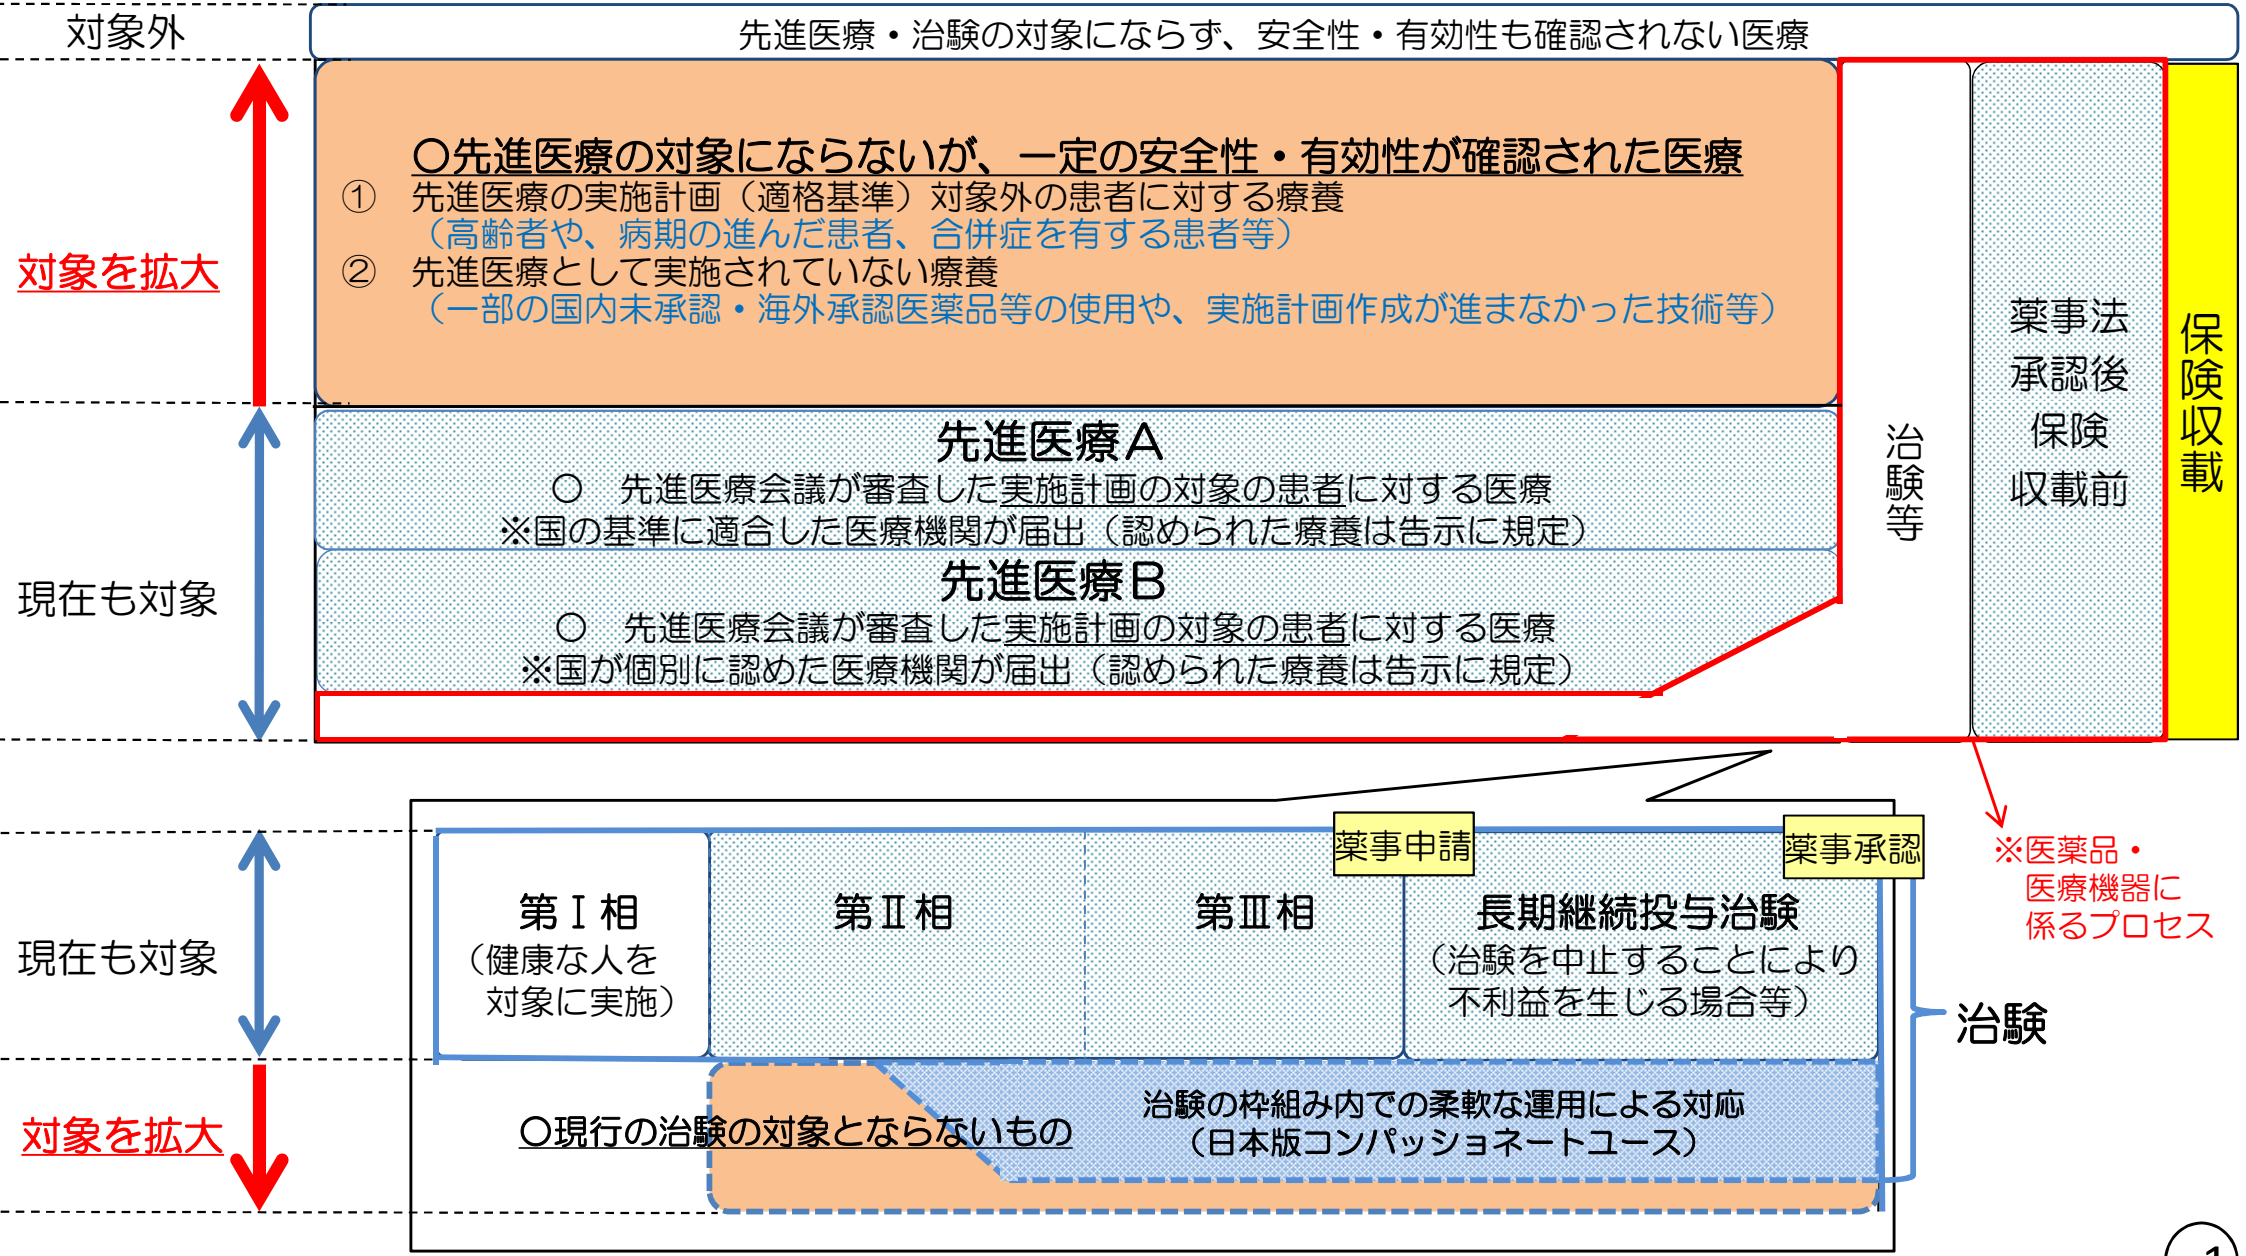 対象外
先進医療・治験の対象にならず、安全性・有効性も確認されない医療
対象を拡大
〇先進医療の対象にならないが、一定の安全性・有効性が確認された医療
① 先進医療の実施計画（適格基準）対象外の患者に対する療養
（高齢者や、病期の進んだ患者、合併症を有する患者等）
② 先進医療として実施されていない療養
（一部の国内未承認・海外承認医薬品等の使用や、実施計画作成が進まなかった技術等）
現在も対象
先進医療Ａ
〇 先進医療会議が審査した実施計画の対象の患者に対する医療
※国の基準に適合した医療機関が届出（認められた療養は告示に規定）
先進医療Ｂ
〇 先進医療会議が審査した実施計画の対象の患者に対する医療
※国が個別に認めた医療機関が届出（認められた療養は告示に規定）
治験等
薬事法
承認後
保険
収載前
保険収載
※医薬品・
医療機器に
係るプロセス
現在も対象
薬事申請
薬事承認
第Ⅰ相
（健康な人を
対象に実施）
第Ⅱ相
第Ⅲ相
長期継続投与治験
（治験を中止することにより
不利益を生じる場合等）
治験
対象を拡大
〇現行の治験の対象とならないもの
治験の枠組み内での柔軟な運用による対応
（日本版コンパッショネートユース）
1